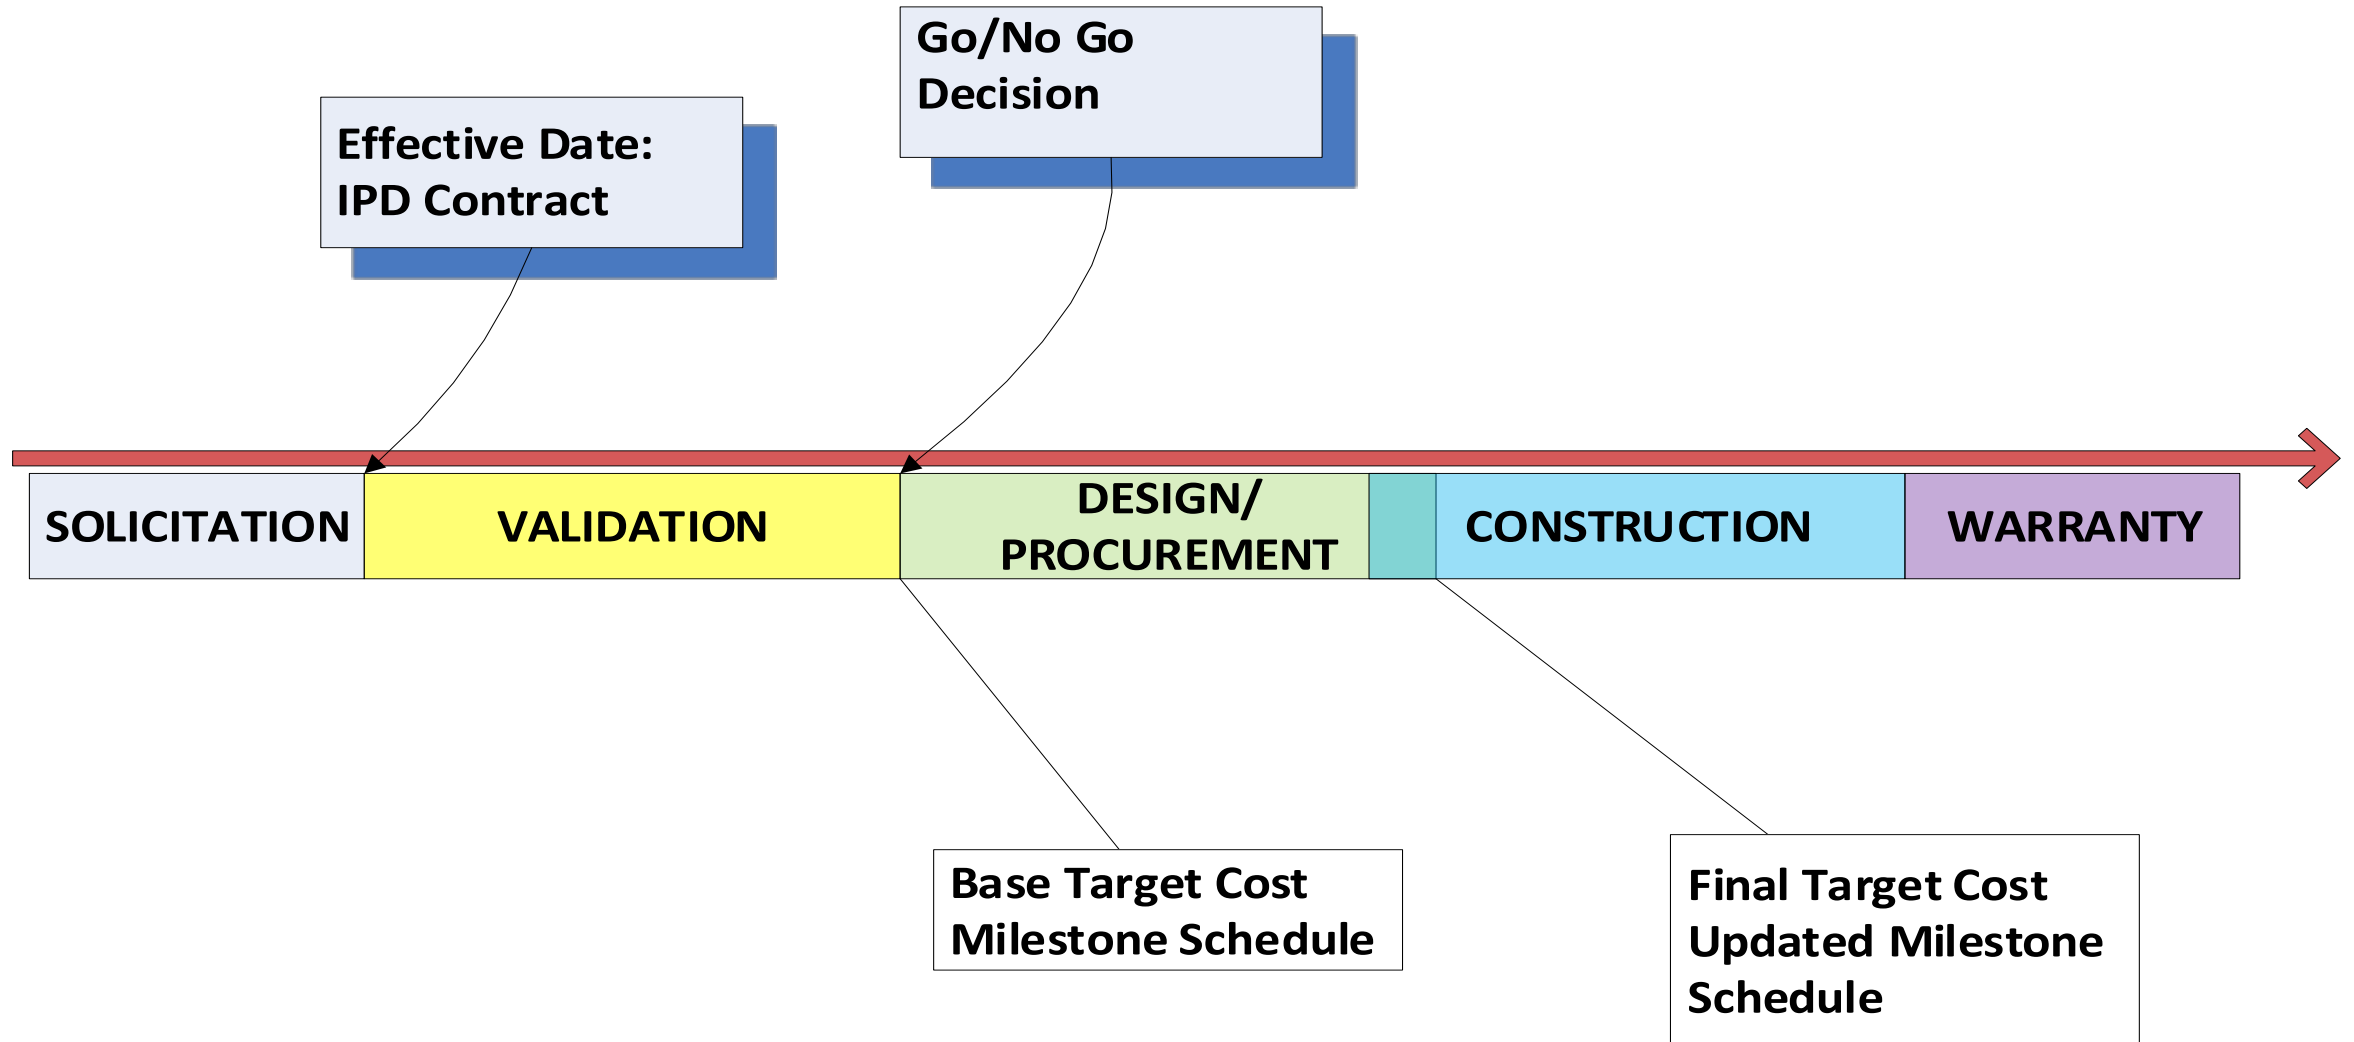 Go/No Go
Decision
Effective Date:
IPD Contract
SOLICITATION
VALIDATION
DESIGN/
PROCUREMENT
CONSTRUCTION
WARRANTY
Base Target Cost
Milestone Schedule
Final Target Cost
Updated Milestone
Schedule